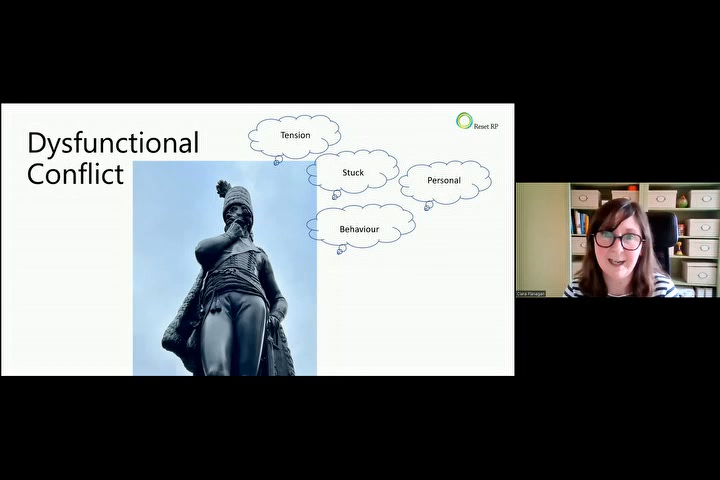 Dysfunctional
Conflict
Tension
Stuck
Personal
Behaviour
Reset RP